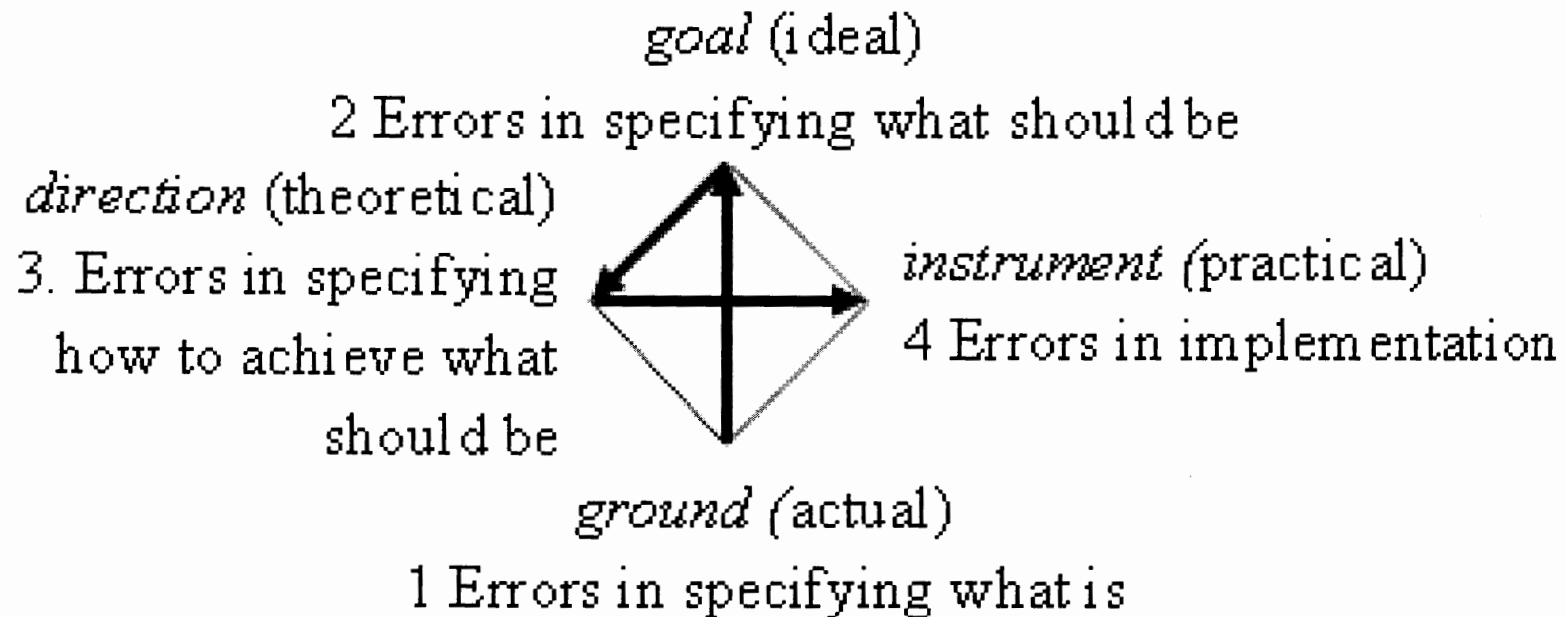 goal (ideal)
2 Errors in specifying what should be
direction (theoretical)
3. Errors in specifying
how to achieve what
should be
instrument (practical)
4 Errors in implementation
ground (actual)
1 Errors in specifying what is